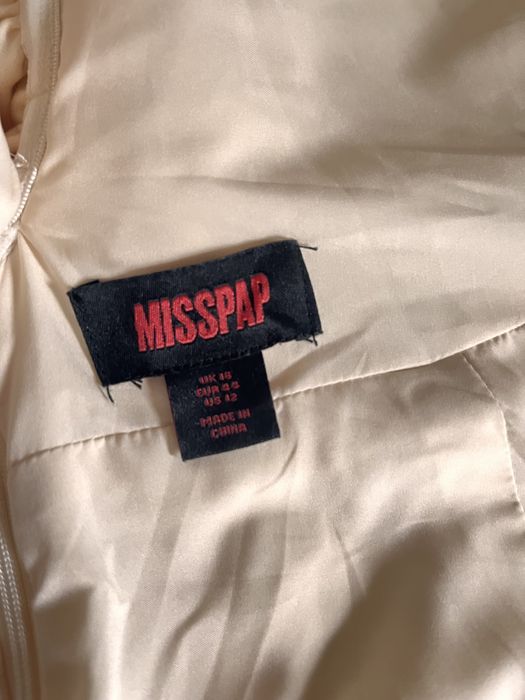 MISSPAP
UK 16
EUR 44
US 12
MADE IN
CHINA